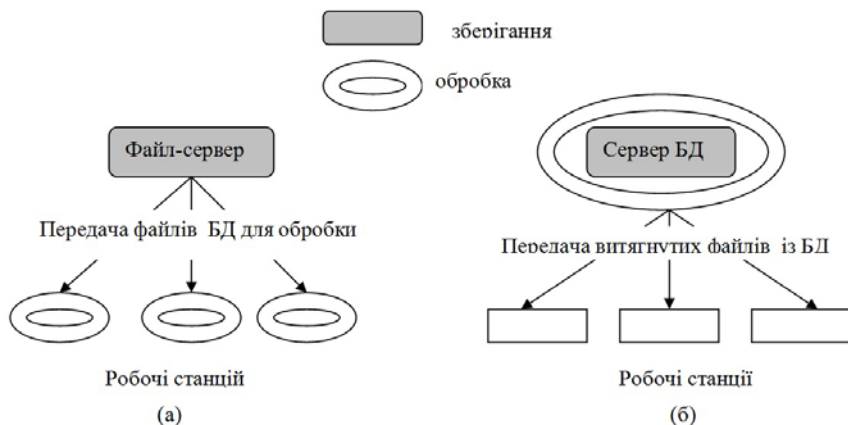 зберігання
обробка
Файл-сервер
Передача файлів БД для обробки
Робочі станцій
(а)
Сервер БД
Передача витягнутих файлів із БД
Робочі станції
(б)